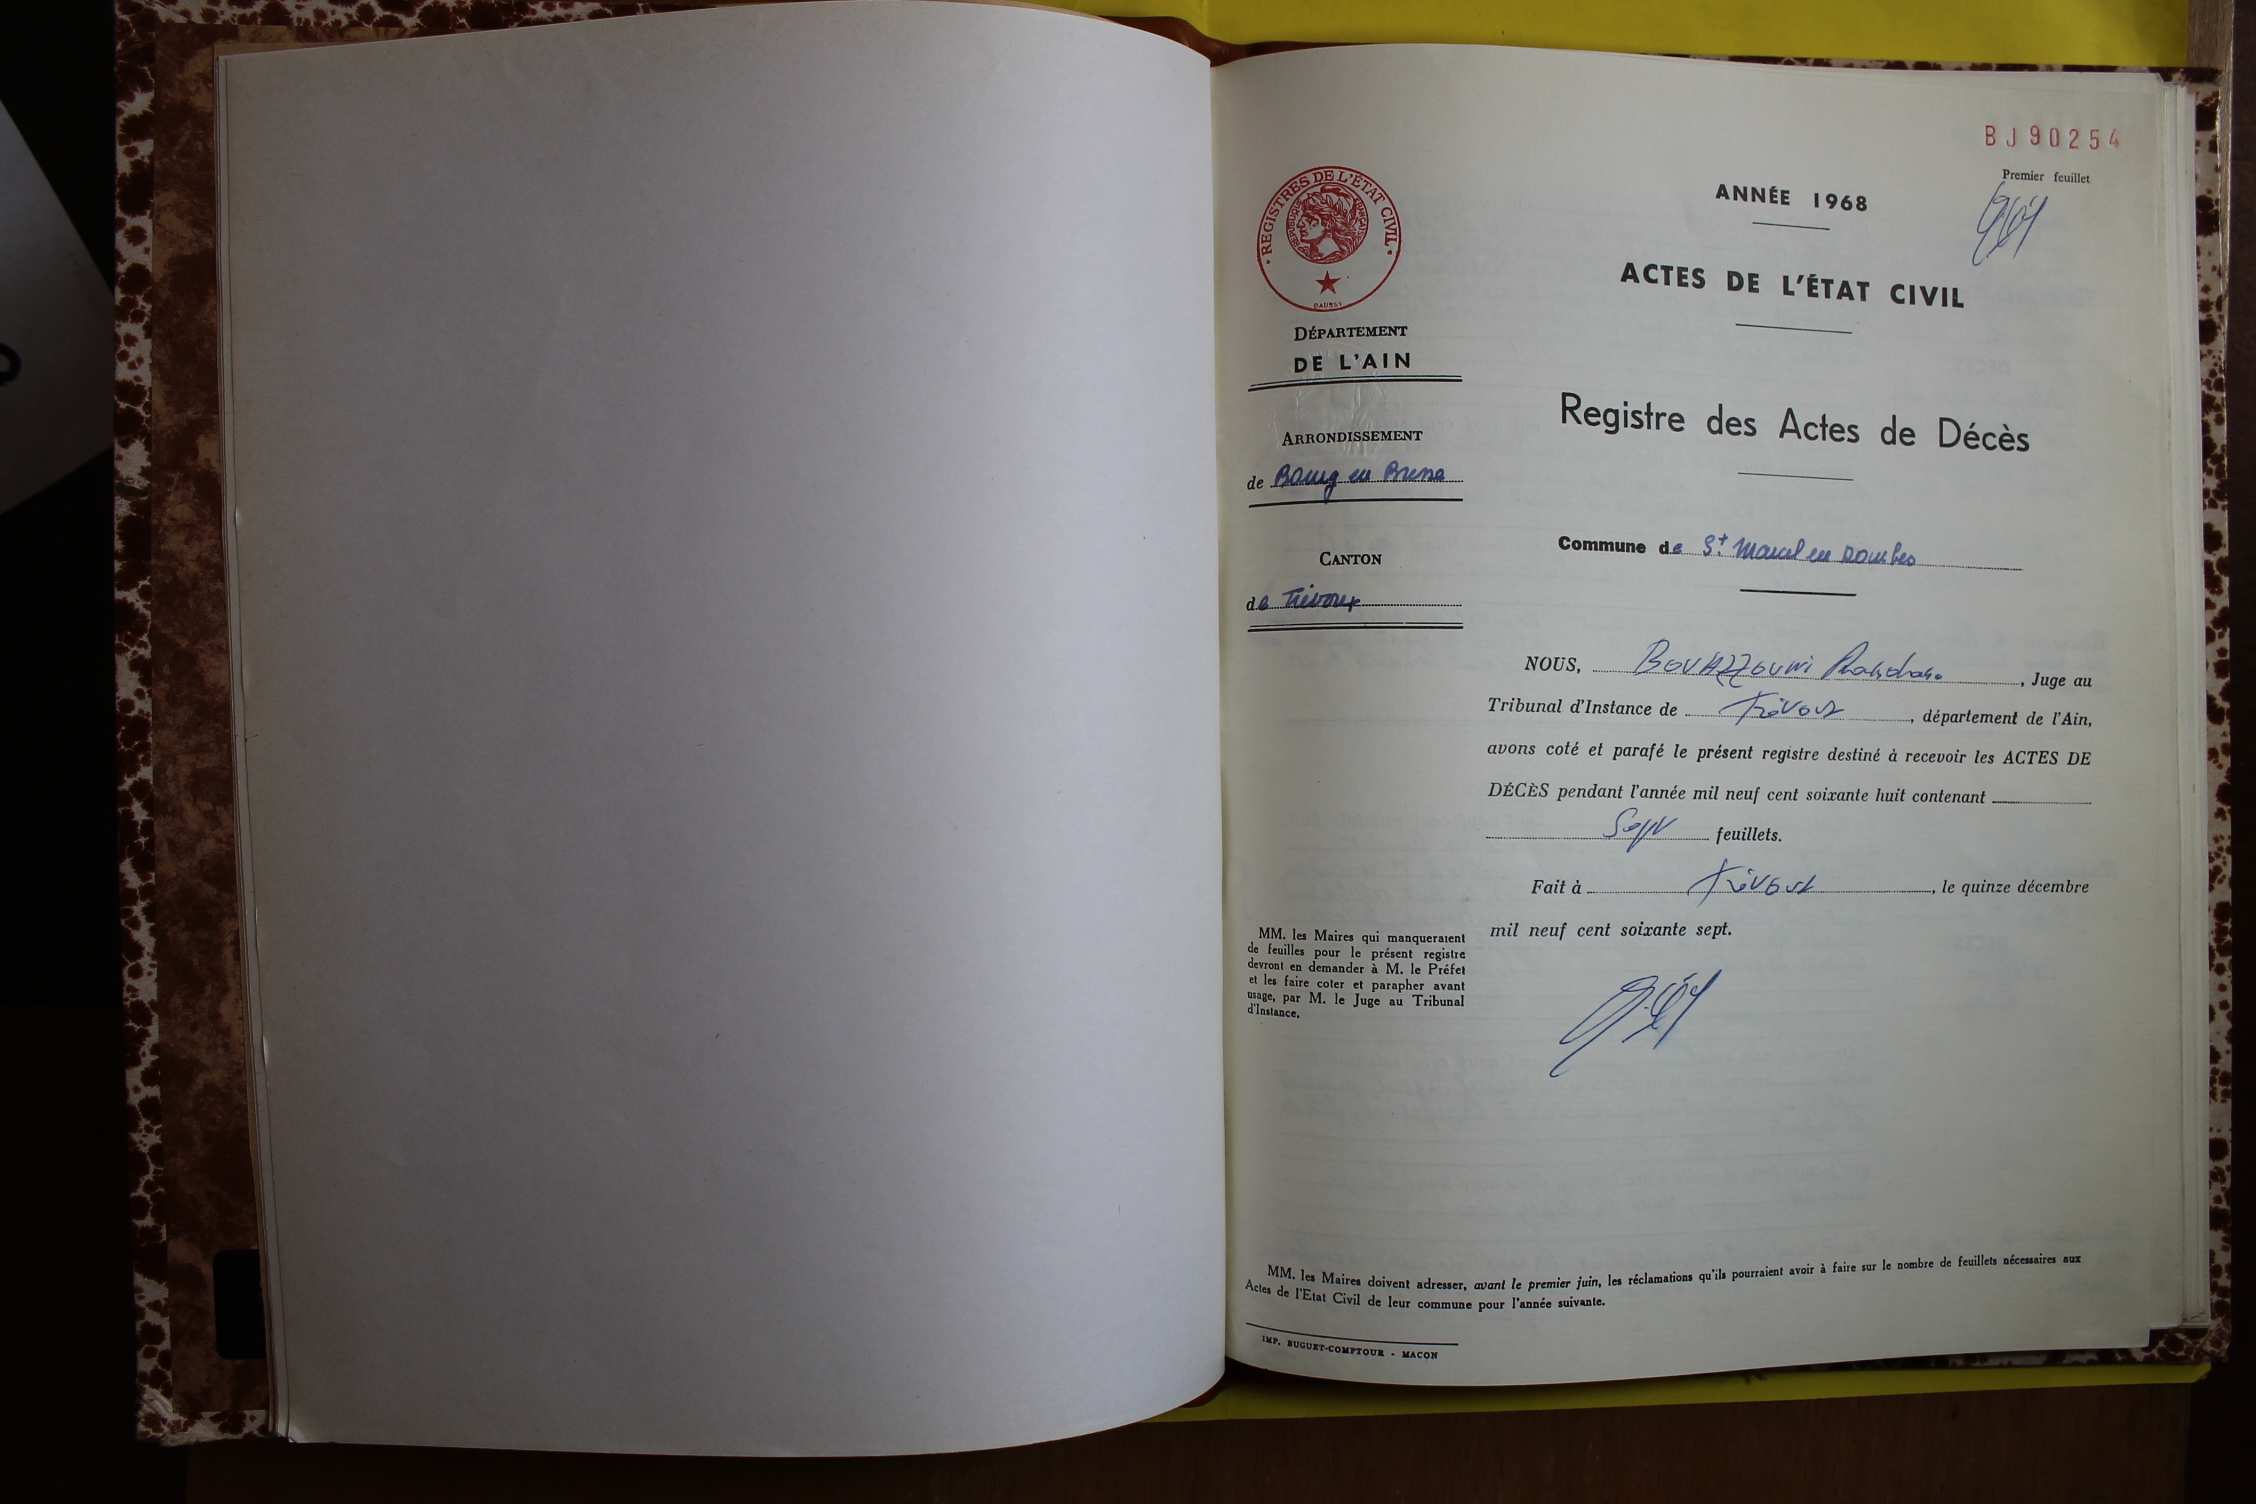 BJ90254
Premier feuillet
ANNÉE 1968
REGISTRES DE L'ÉTAT CIVIL
RÉPUBLIQUE FRANÇAISE
DAUSSY
ACTES DE L'ÉTAT CIVIL
DÉPARTEMENT
DE L'AIN
Registre des Actes de Décès
ARRONDISSEMENT
de Bourg en Bresse
Commune de St Marcel en Dombes
CANTON
de Trévoux
NOUS, BOUAZZOUNI, Juge au
Tribunal d'Instance de Trévoux, département de l'Ain,
avons coté et parafé le présent registre destiné à recevoir les ACTES DE
DÉCÈS pendant l'année mil neuf cent soixante huit contenant
Sept feuillets.
Fait à Trévoux, le quinze décembre
mil neuf cent soixante sept.
MM. les Maires qui manqueraient
de feuilles pour le présent registre
devront en demander à M. le Préfet
et les faire coter et parapher avant
usage, par M. le Juge au Tribunal
d'Instance.
MM. les Maires doivent adresser, avant le premier juin, les réclamations qu'ils pourraient avoir à faire sur le nombre de feuillets nécessaires aux
Actes de l'Etat Civil de leur commune pour l'année suivante.
IMP. BUGUET-COMPTOUR - MACON